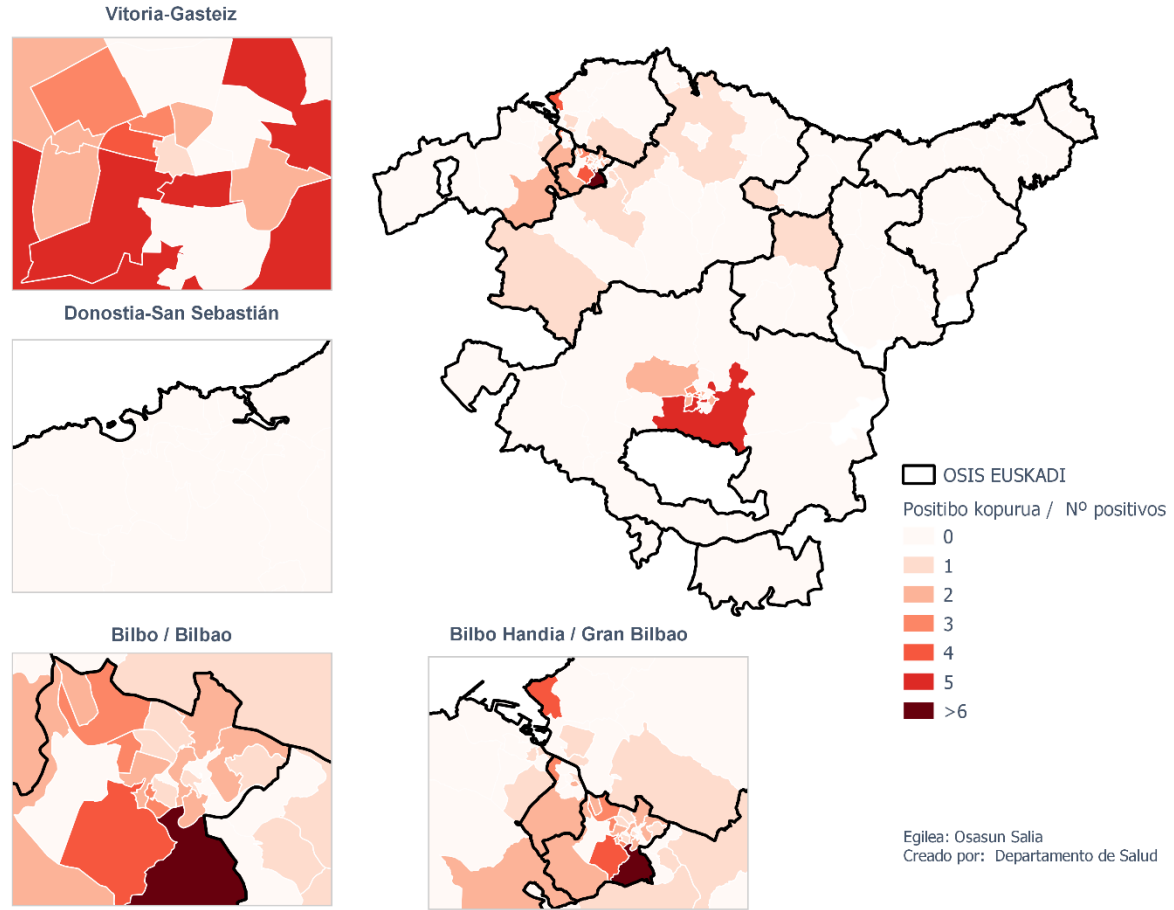 Vitoria-Gasteiz
Donostia-San Sebastián
OSIS EUSKADI
Positibo kopurua / Nº positivos
0
1
2
3
4
5
>6
Bilbo / Bilbao
Bilbo Handia / Gran Bilbao
Egilea: Osasun Salia
Creado por: Departamento de Salud